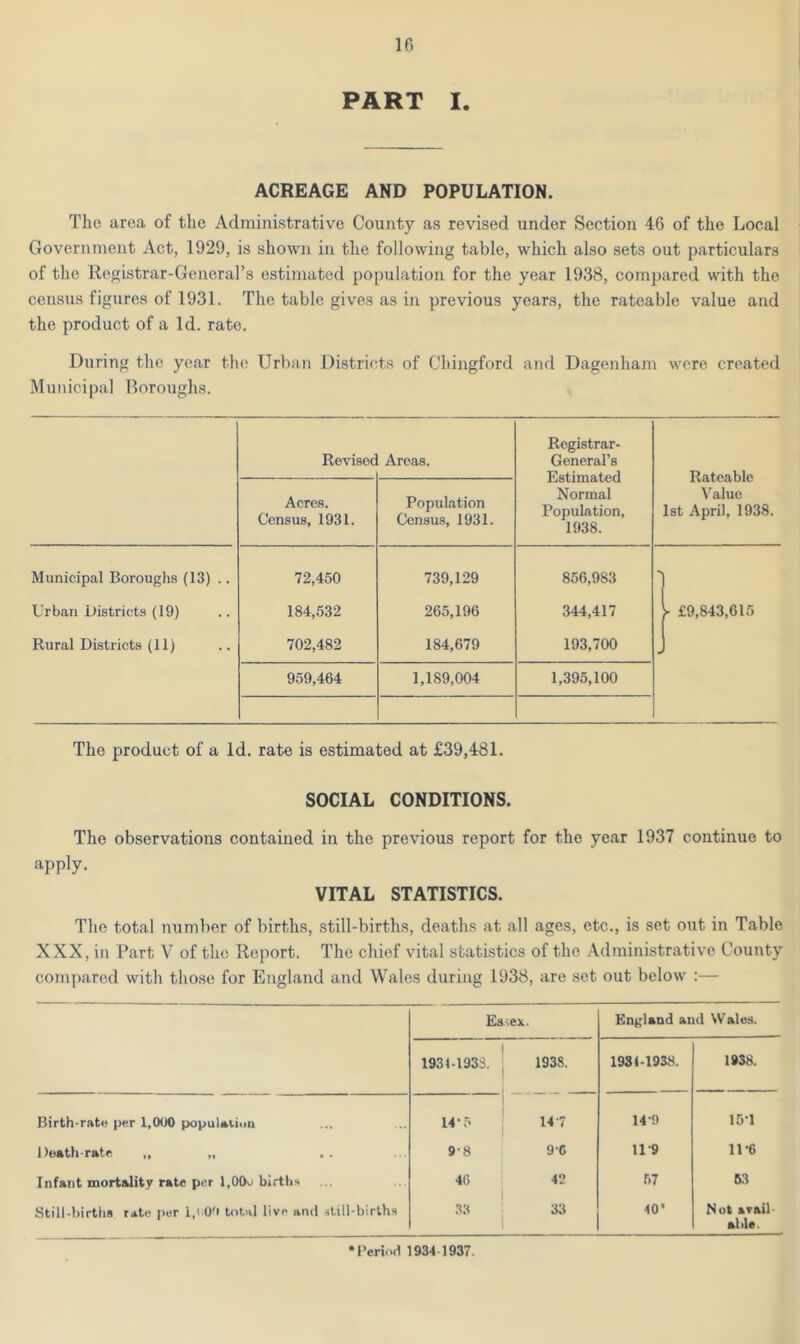 16
PART I.
ACREAGE AND POPULATION.
The area of the Administrative County as revised under Section 46 of the Local
Government Act, 1929, is shown in the following table, which also sets out particulars
of the Registrar-General's estimated population for the year 1938, compared with the
census figures of 1931. The table gives as in previous years, the rateable value and
the product of a 1d. rate.
During the year the Urban Districts of Chingford and Dagenham were created
Municipal Boroughs.
Revised Areas. Registrar-General's Estimated Normal Population, 1938. Rateable Value 1st April, 1938.
Acres. Census, 1931. Population Census, 1931.
Municipal Boroughs (13) .. 72,450 739,129 856,983
Urban Districts (19) .. 184,532 265,196 344,417 £9,843,615
Rural Districts (11) .. 702,482 184,679 193,700
959,464 1,189,004 1,395,100
The product of a 1d. rate is estimated at £39,481.
SOCIAL CONDITIONS.
The observations contained in the previous report for the year 1937 continue to
apply.
VITAL STATISTICS.
The total number of births, still-births, deaths at all ages, etc., is set out in Table
XXX, in Part V of the Report. The chief vital statistics of the Administrative County
compared with those for England and Wales during 1938, are set out below :—
Essex. England and Wales.
1934-1938. 1938. 1934-1938. 1938.
Birth-rate per 1,000 population ... ... 14·5 14·7 14·9 15·1
Death-rate „ „ .. ... 9·8 9·6 11·9 11·6
Infant mortality rate per 1,000 births ... .. 46 42 57 53
Still-births rate per 1,000 total live and still-births 33 33 40* Not available.
*Period 1934-1937.